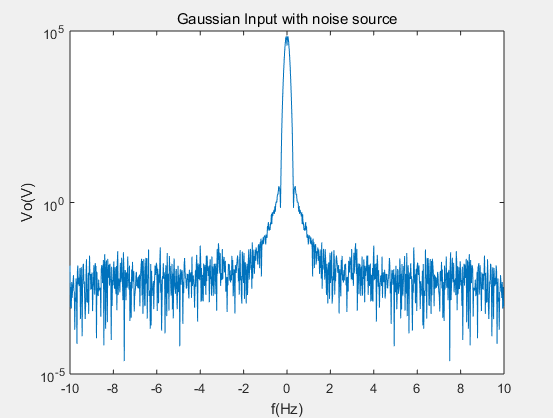 Gaussian Input with noise source
10^5
10^0
10^-5
Vo(V)
-10 -8 -6 -4 -2 0 2 4 6 8 10
f(Hz)